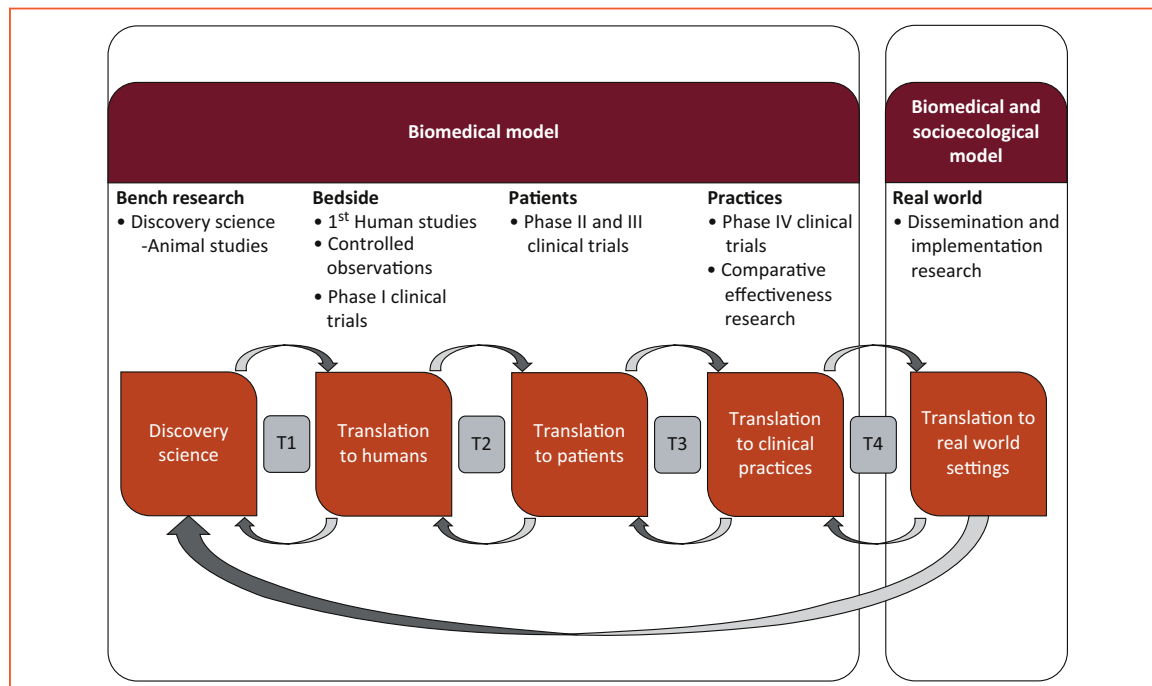 Biomedical model
Biomedical and
socioecological
model
Bench research
• Discovery science
-Animal studies
Bedside
• 1st Human studies
• Controlled
observations
• Phase I clinical
trials
Patients
• Phase II and III
clinical trials
Practices
• Phase IV clinical
trials
• Comparative
effectiveness
research
Real world
• Dissemination and
implementation
research
Discovery
science
T1
Translation
to humans
T2
Translation
to patients
T3
Translation
to clinical
practices
T4
Translation to
real world
settings